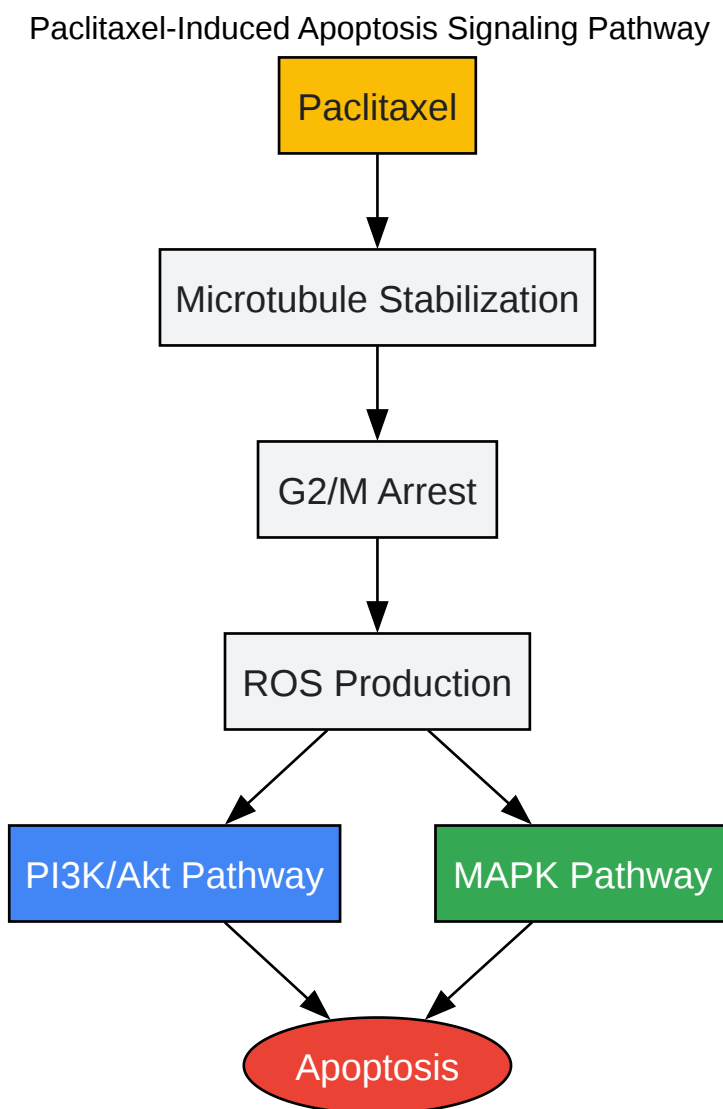 Paclitaxel-Induced Apoptosis Signaling Pathway
Paclitaxel
Microtubule Stabilization
G2/M Arrest
ROS Production
PI3K/Akt Pathway
MAPK Pathway
Apoptosis